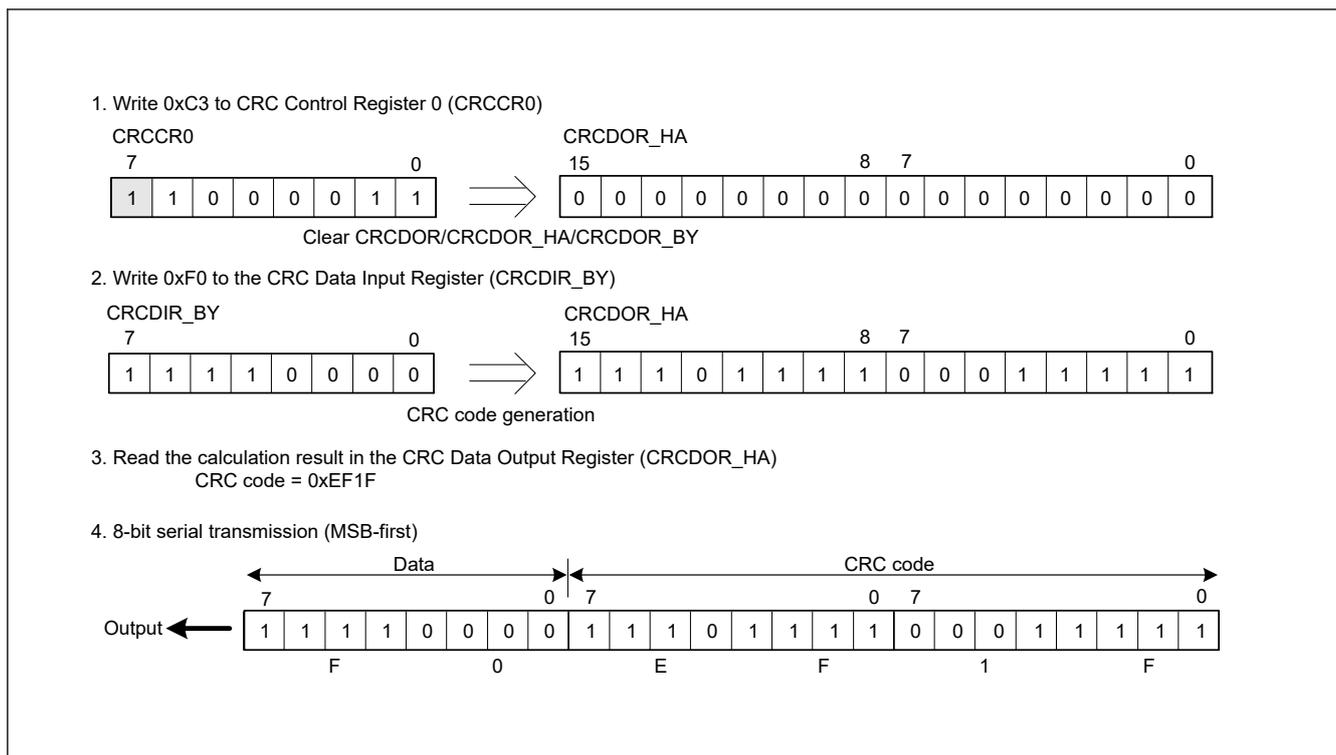 1. Write 0xC3 to CRC Control Register 0 (CRCCR0)
CRCCR0 CRCDOR_HA
7 0 15 8 7 0
1 1 0 0 0 0 1 1 0 0 0 0 0 0 0 0 0 0 0 0 0 0 0 0
Clear CRCDOR/CRCDOR_HA/CRCDOR_BY
2. Write 0xF0 to the CRC Data Input Register (CRCDIR_BY)
CRCDIR_BY CRCDOR_HA
7 0 15 8 7 0
1 1 1 1 0 0 0 0 1 1 1 0 1 1 1 1 0 0 0 1 1 1 1 1
CRC code generation
3. Read the calculation result in the CRC Data Output Register (CRCDOR_HA)
CRC code = 0xEF1F
4. 8-bit serial transmission (MSB-first)
Data CRC code
7 0 7 0 7 0
Output 1 1 1 1 0 0 0 0 1 1 1 0 1 1 1 1 0 0 0 1 1 1 1 1
F 0 E F 1 F